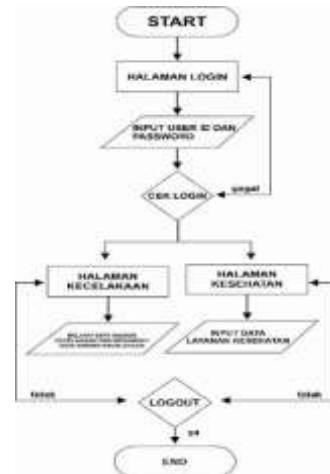 START
HALAMAN LOGIN
INPUT USER ID DAN
PASSWORD
CEK LOGIN
gagal
HALAMAN
KECELAKAAN
HALAMAN
KESEHATAN
INPUT DATA
LAYANAN KESEHATAN
LOGOUT
tidak
tidak
ya
END